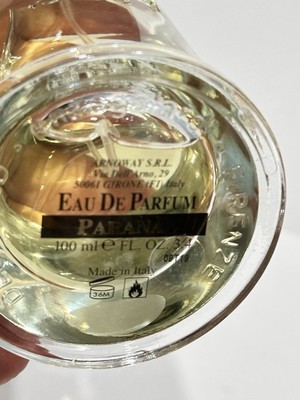 ARNOWAY S.R.L.
Via Dell'Arno, 29
50061 GIRONE (FI) Italy
EAU DE PARFUM
PARANÀ
100 ml e FL. OZ. 3,4
Made in Italy
36M